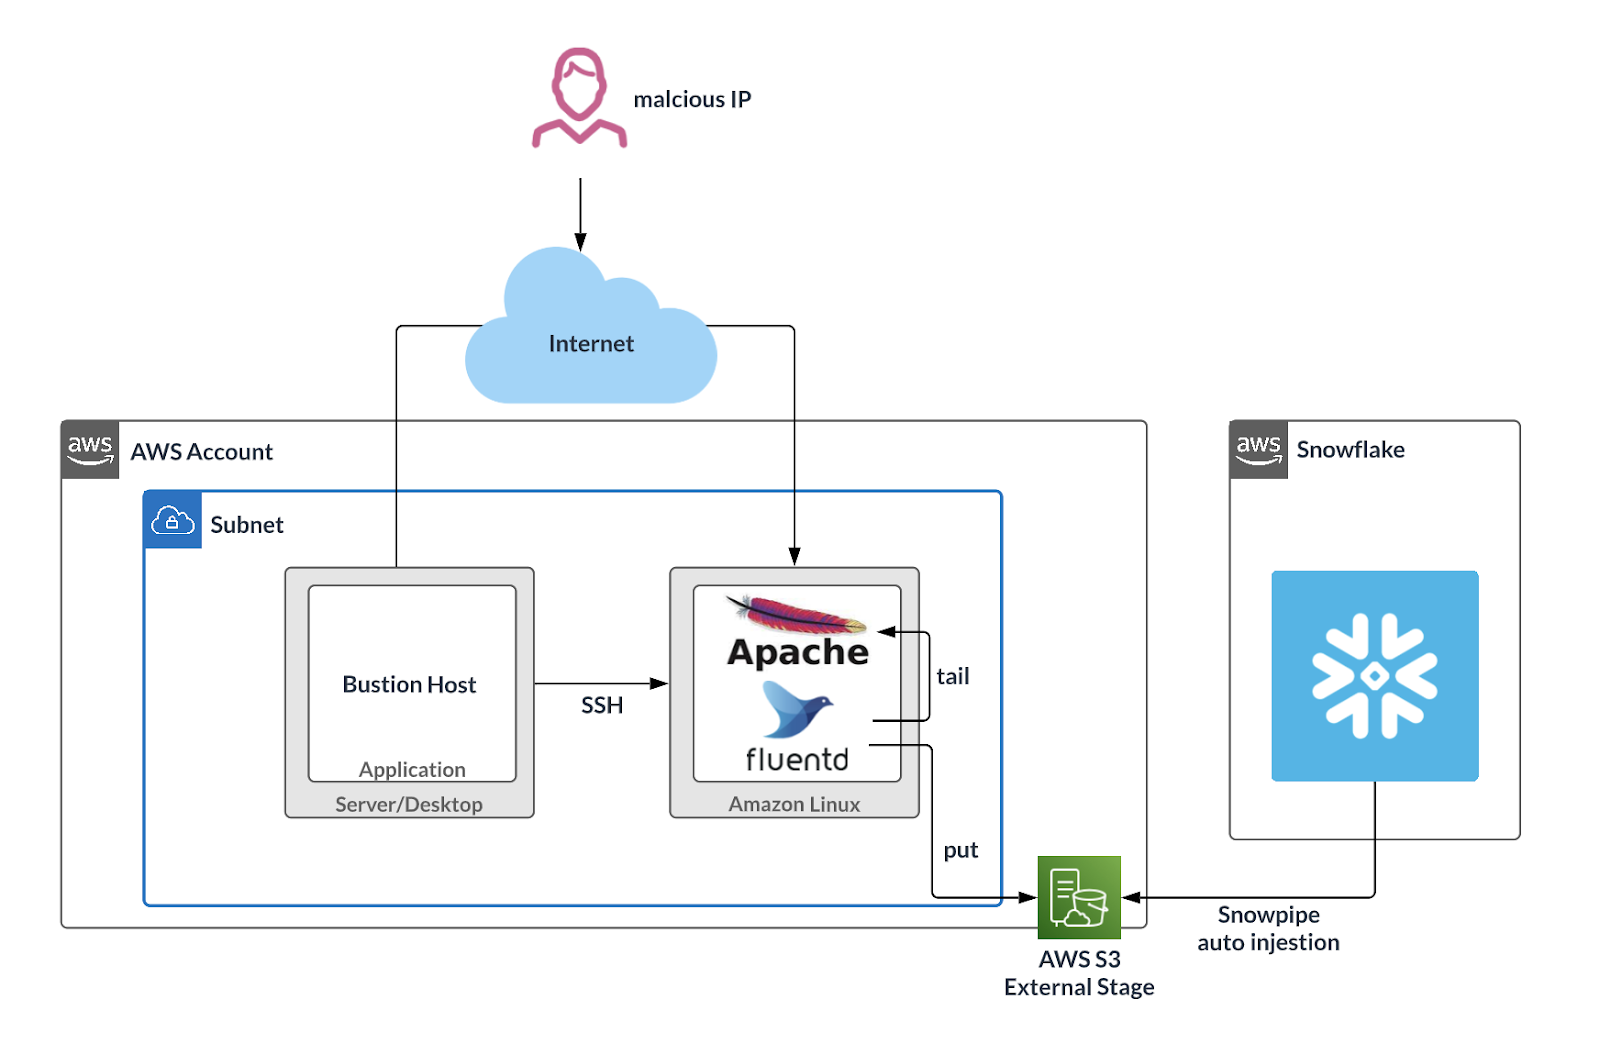 malcious IP
Internet
aws
AWS Account
aws
Snowflake
Subnet
Bustion Host
Application
Server/Desktop
SSH
Apache
fluentd
Amazon Linux
tail
put
AWS S3
External Stage
Snowpipe
auto injestion